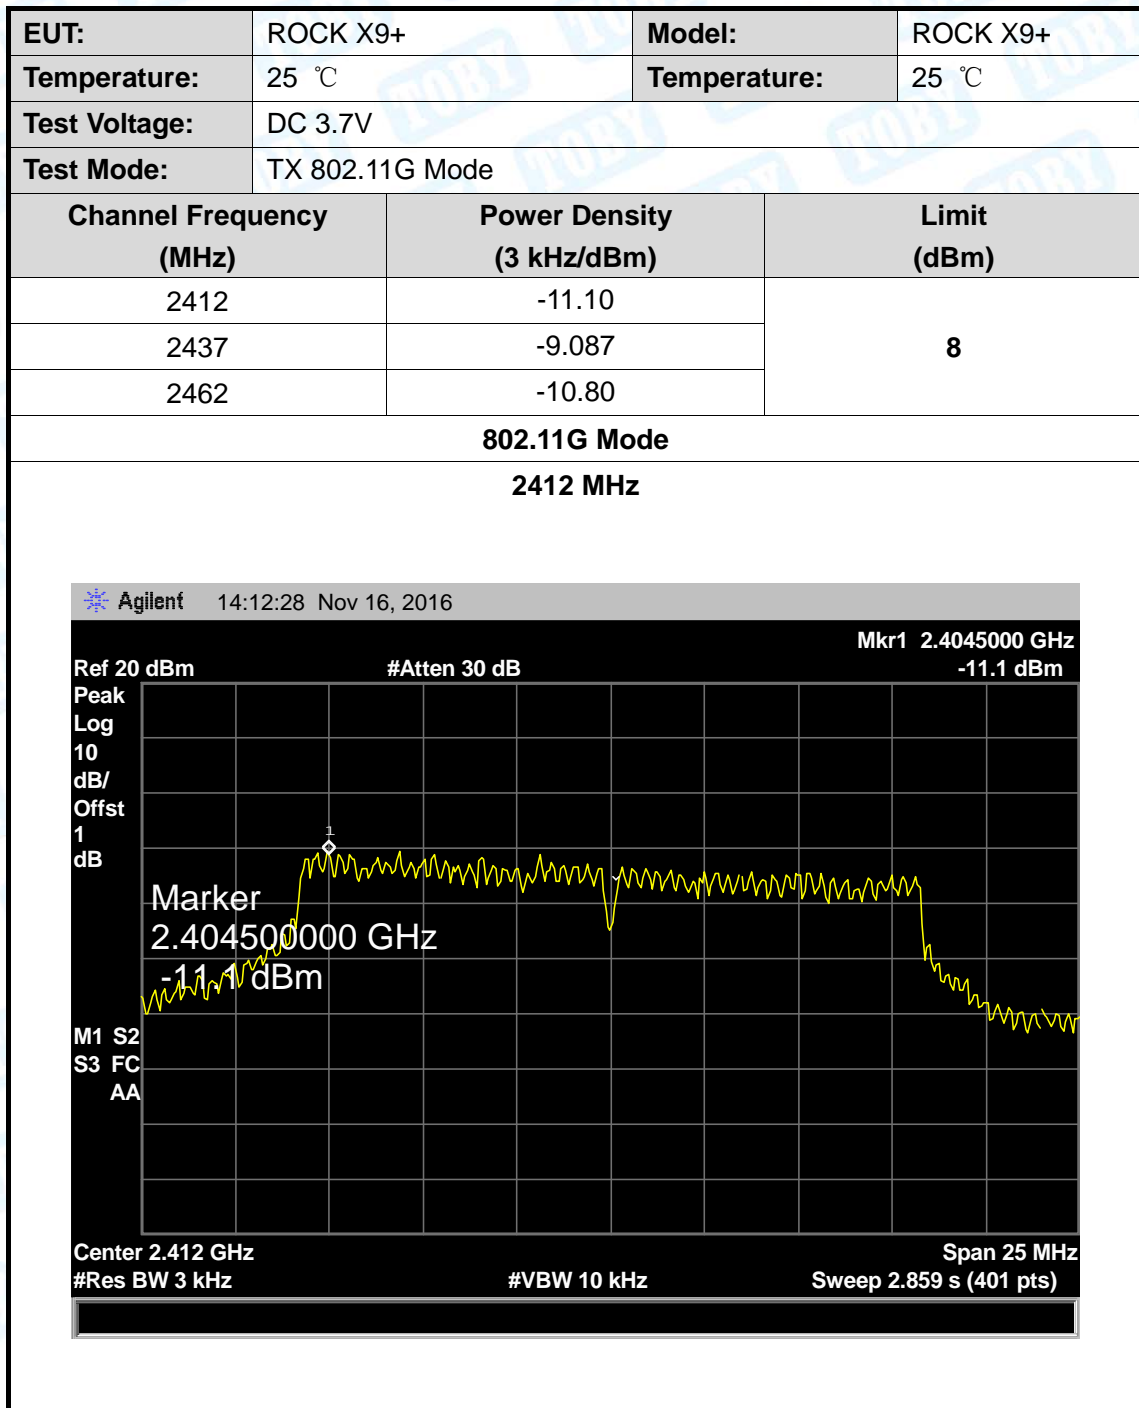 EUT: ROCK X9+ Model: ROCK X9+
Temperature: 25 ℃ Temperature: 25 ℃
Test Voltage: DC 3.7V
Test Mode: TX 802.11G Mode
Channel Frequency Power Density Limit
(MHz) (3 kHz/dBm) (dBm)
2412 -11.10
2437 -9.087 8
2462 -10.80
802.11G Mode
2412 MHz
Agilent 14:12:28 Nov 16, 2016
Mkr1 2.4045000 GHz
Ref 20 dBm #Atten 30 dB -11.1 dBm
Peak
Log
10
dB/
Offst
1
dB
1
Marker
2.404500000 GHz
-11.1 dBm
M1 S2
S3 FC
AA
Center 2.412 GHz Span 25 MHz
#Res BW 3 kHz #VBW 10 kHz Sweep 2.859 s (401 pts)
TOBY
TOBY
TOBY
TOBY